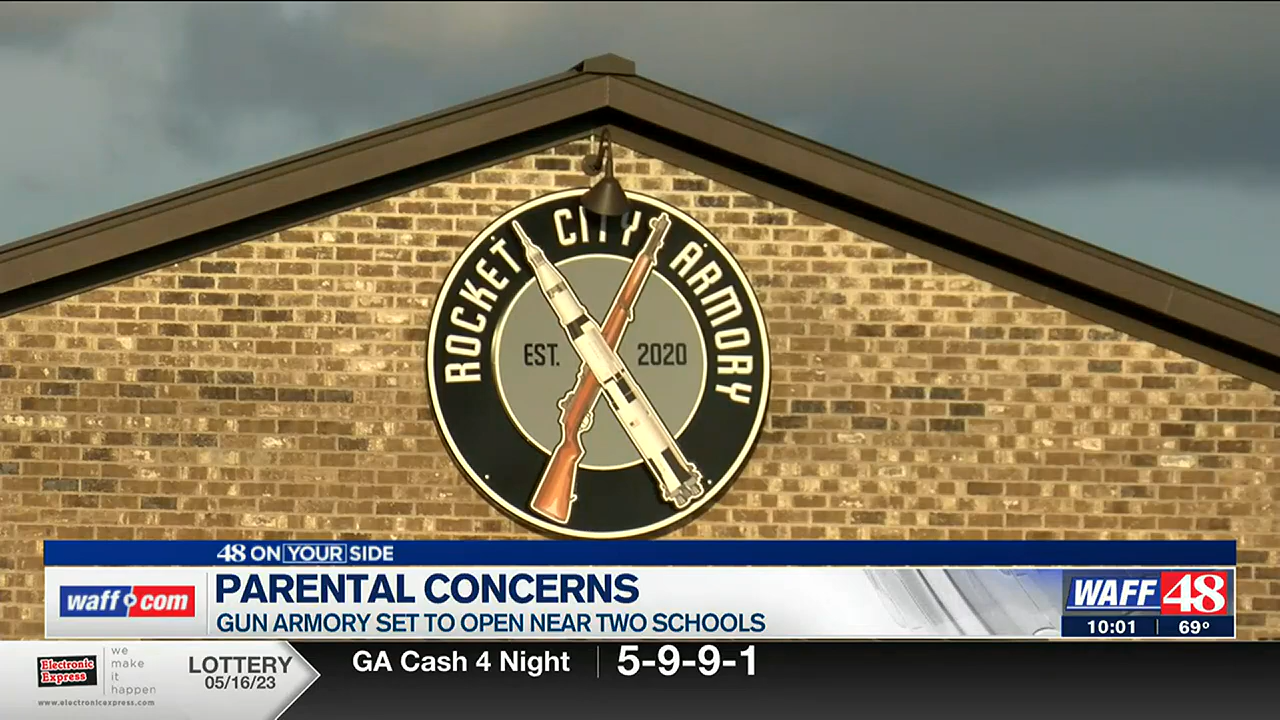 ROCKET CITY ARMORY
EST. 2020
48 ON YOUR SIDE
waff com
PARENTAL CONCERNS
GUN ARMORY SET TO OPEN NEAR TWO SCHOOLS
WAFF 48
10:01 69º
Electronic Express
we make it happen
www.electronicexpress.com
LOTTERY
05/16/23
GA Cash 4 Night 5-9-9-1